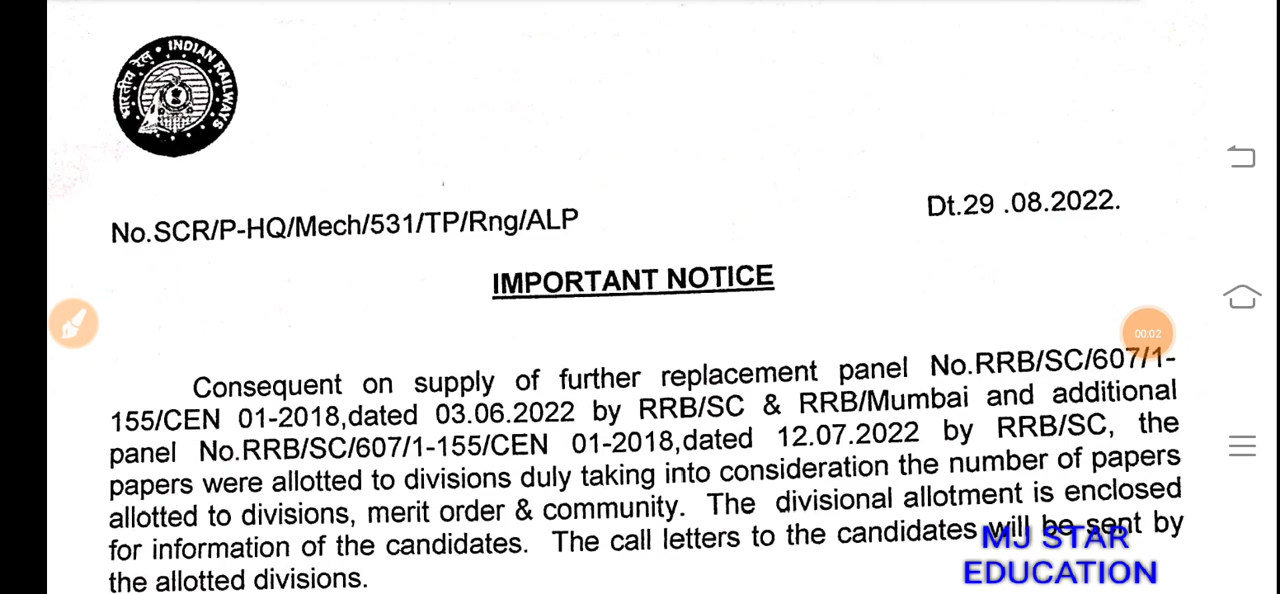 भारतीय रेल • INDIAN RAILWAYS
No.SCR/P-HQ/Mech/531/TP/Rng/ALP
Dt.29 .08.2022.
IMPORTANT NOTICE
00:02
Consequent on supply of further replacement panel No.RRB/SC/607/1-
155/CEN 01-2018,dated 03.06.2022 by RRB/SC & RRB/Mumbai and additional
panel No.RRB/SC/607/1-155/CEN 01-2018,dated 12.07.2022 by RRB/SC, the
papers were allotted to divisions duly taking into consideration the number of papers
allotted to divisions, merit order & community. The divisional allotment is enclosed
for information of the candidates. The call letters to the candidates will be sent by
the allotted divisions.
MJ STAR
EDUCATION